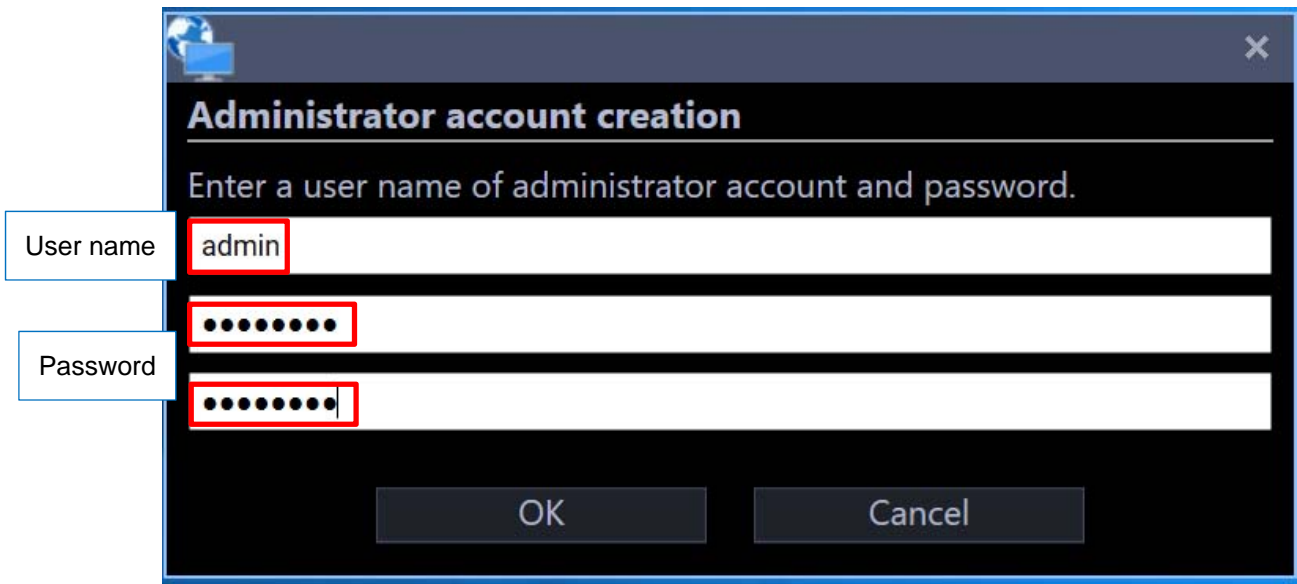 Administrator account creation
Enter a user name of administrator account and password.
User name
admin
●●●●●●●●
Password
●●●●●●●●
OK
Cancel